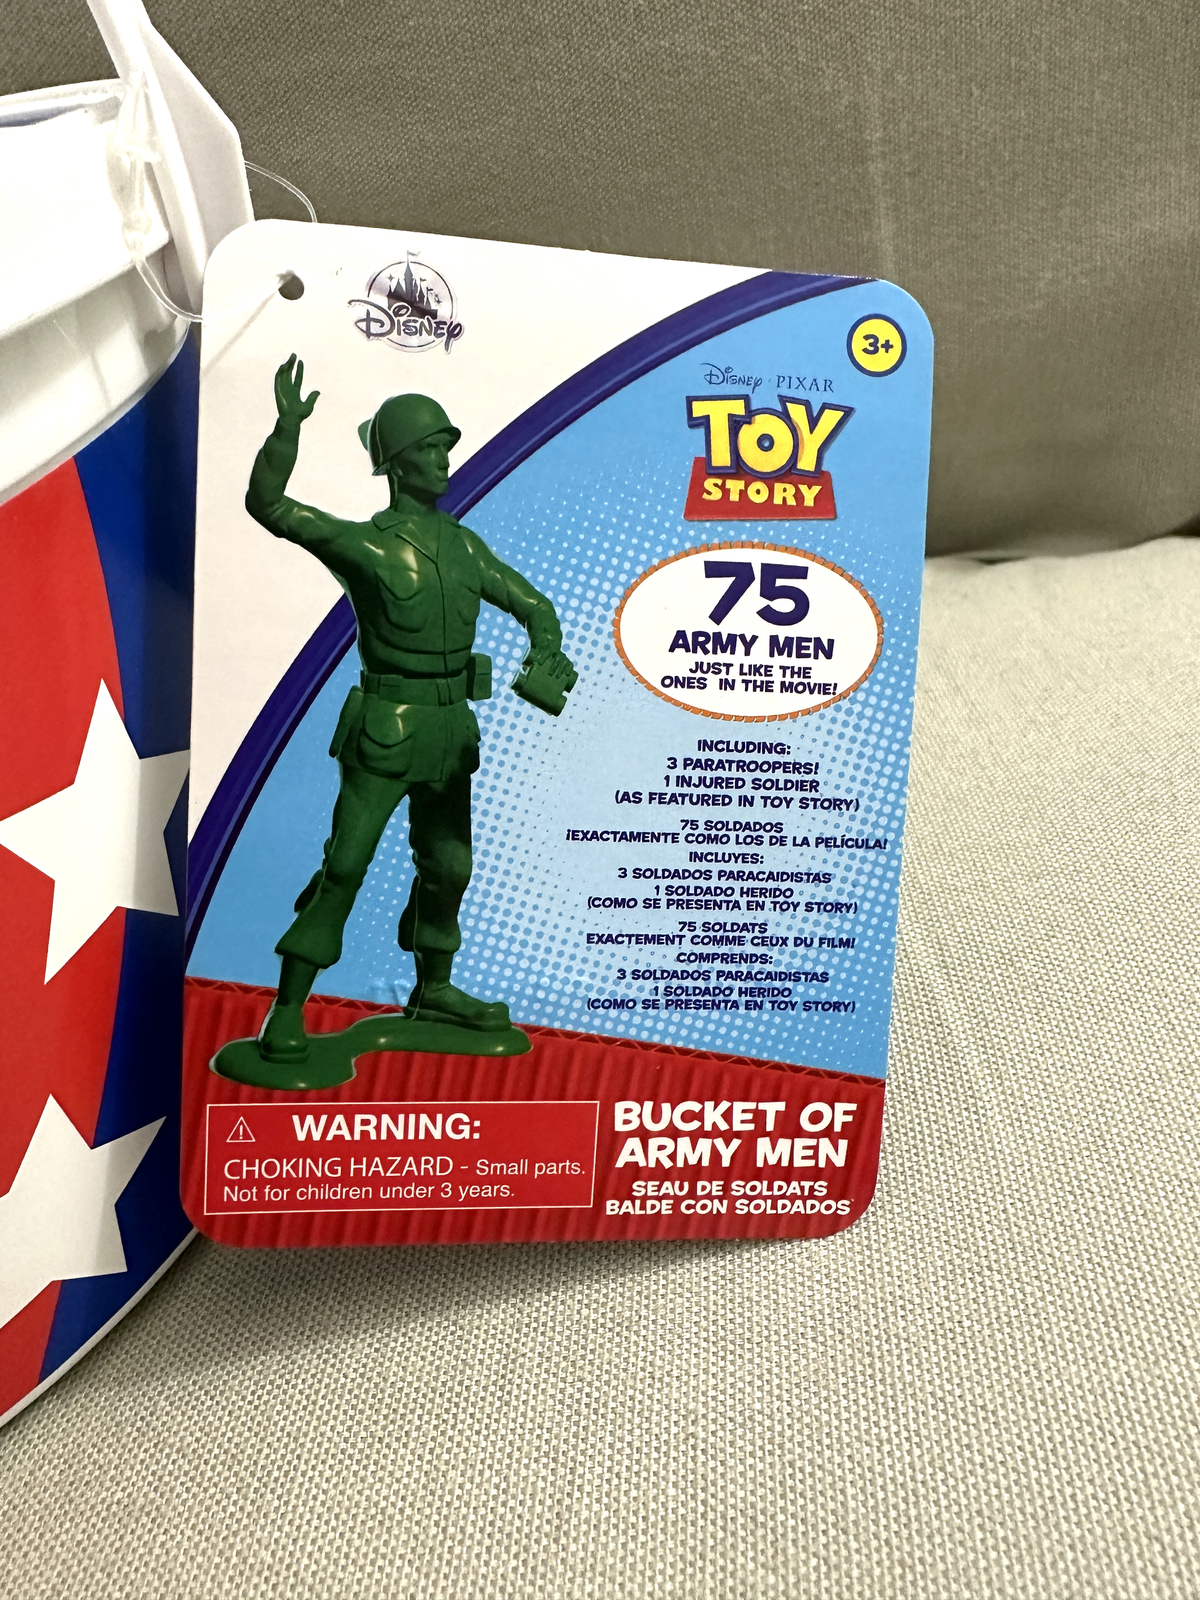 Disney
3+
Disney · PIXAR
TOY
STORY
75
ARMY MEN
JUST LIKE THE
ONES IN THE MOVIE!
INCLUDING:
3 PARATROOPERS!
1 INJURED SOLDIER
(AS FEATURED IN TOY STORY)
75 SOLDADOS
¡EXACTAMENTE COMO LOS DE LA PELÍCULA!
INCLUYES:
3 SOLDADOS PARACAIDISTAS
1 SOLDADO HERIDO
(COMO SE PRESENTA EN TOY STORY)
75 SOLDATS
EXACTEMENT COMME CEUX DU FILM!
COMPRENDS:
3 SOLDADOS PARACAIDISTAS
1 SOLDADO HERIDO
(COMO SE PRESENTA EN TOY STORY)
WARNING:
CHOKING HAZARD - Small parts.
Not for children under 3 years.
BUCKET OF
ARMY MEN
SEAU DE SOLDATS
BALDE CON SOLDADOS